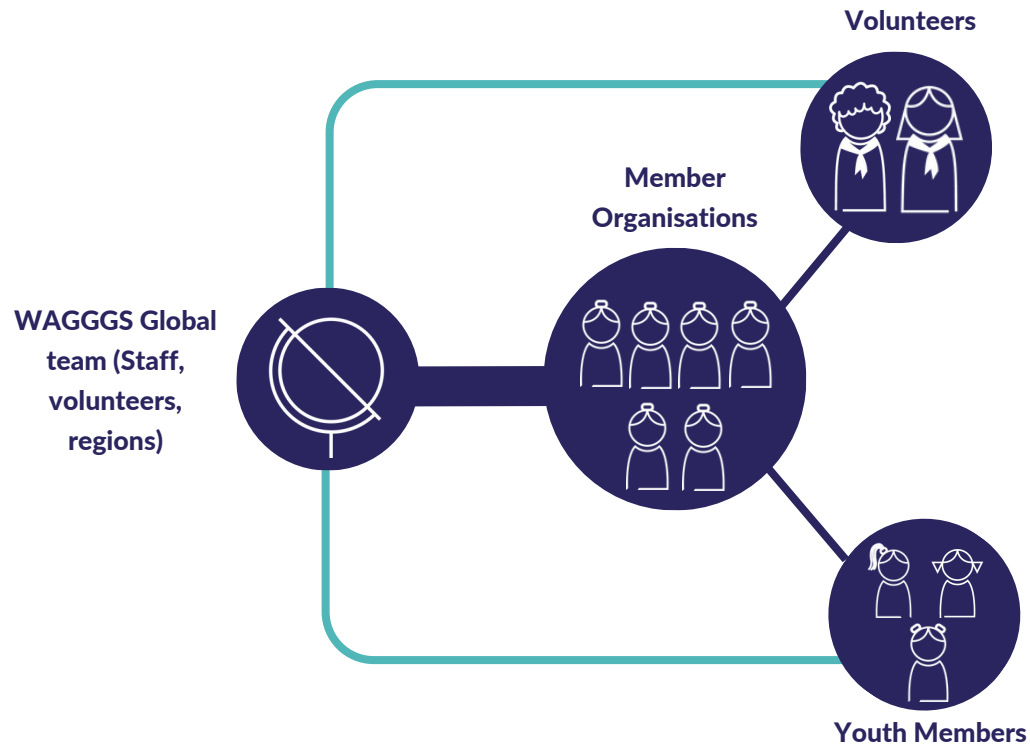 Volunteers
Member
Organisations
WAGGGS Global
team (Staff,
volunteers,
regions)
Youth Members